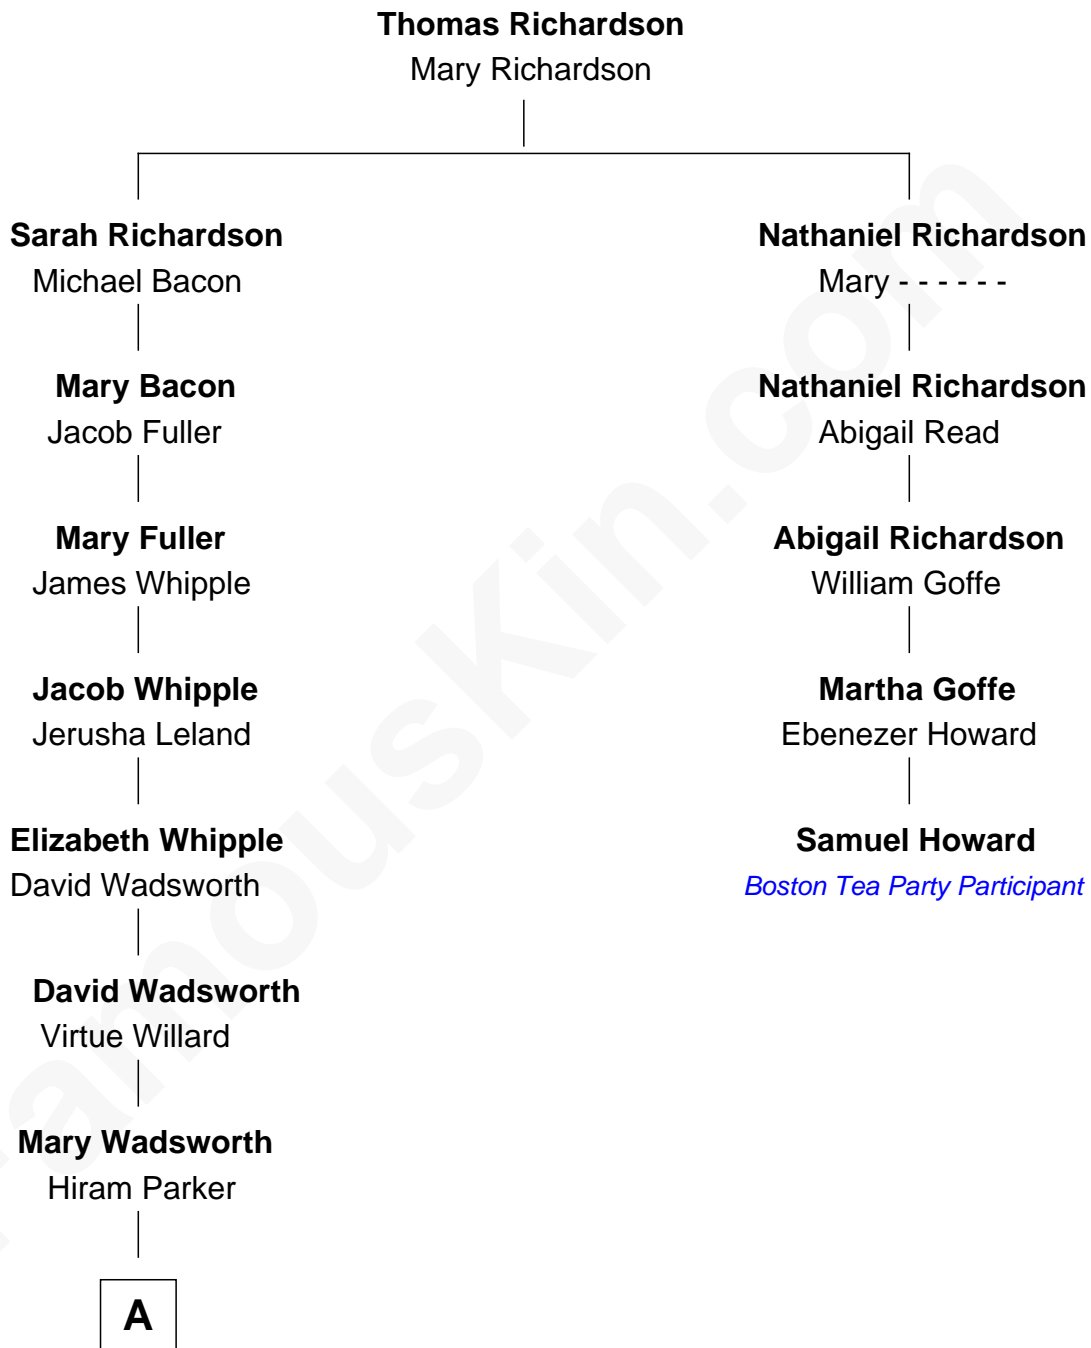 Thomas Richardson
Mary Richardson
Sarah Richardson
Michael Bacon
Mary Bacon
Jacob Fuller
Mary Fuller
James Whipple
Jacob Whipple
Jerusha Leland
Elizabeth Whipple
David Wadsworth
David Wadsworth
Virtue Willard
Mary Wadsworth
Hiram Parker
A
Nathaniel Richardson
Mary - - - - - -
Nathaniel Richardson
Abigail Read
Abigail Richardson
William Goffe
Martha Goffe
Ebenezer Howard
Samuel Howard
Boston Tea Party Participant
FamousKin.com